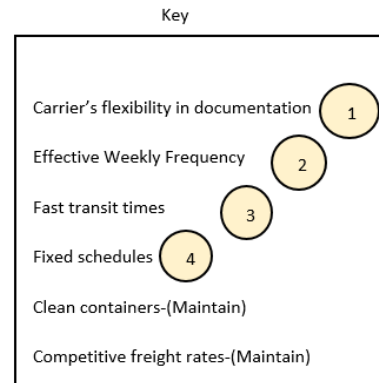 Key
Carrier's flexibility in documentation 1
Effective Weekly Frequency 2
Fast transit times 3
Fixed schedules 4
Clean containers-(Maintain)
Competitive freight rates-(Maintain)